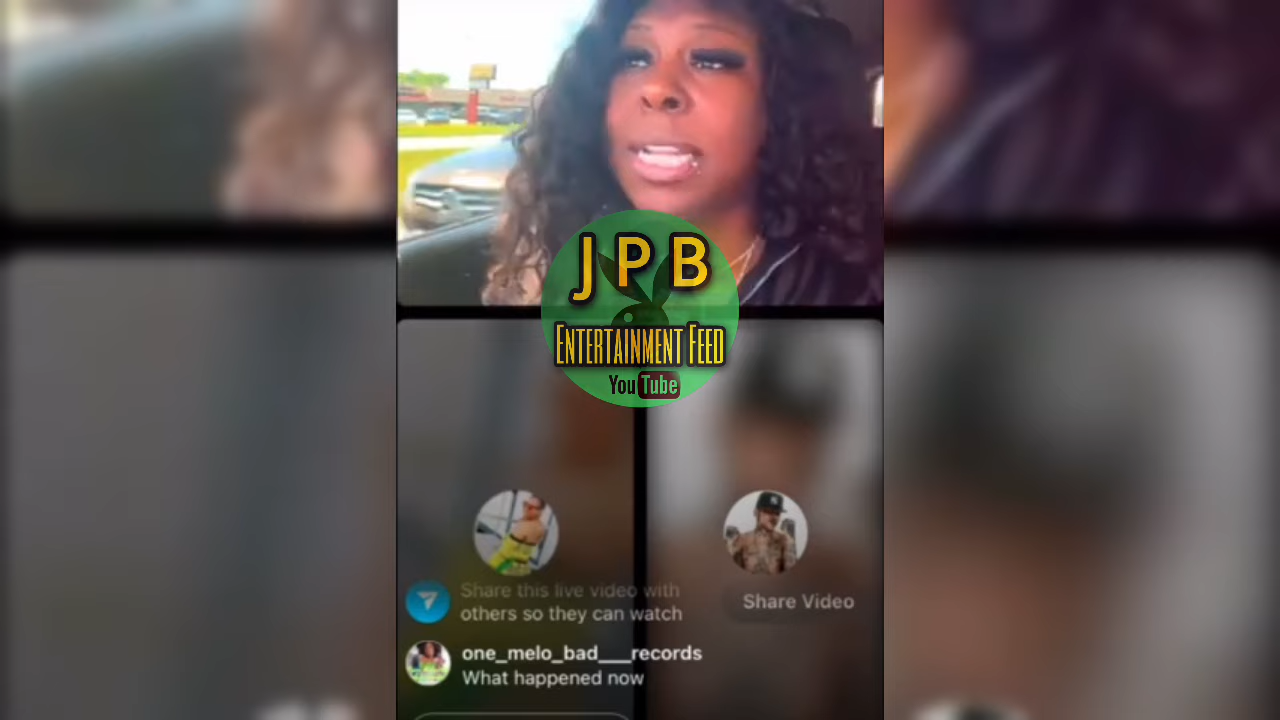 J P B
ENTERTAINMENT FEED
YouTube
Share this live video with
others so they can watch
Share Video
one_melo_bad___records
What happened now